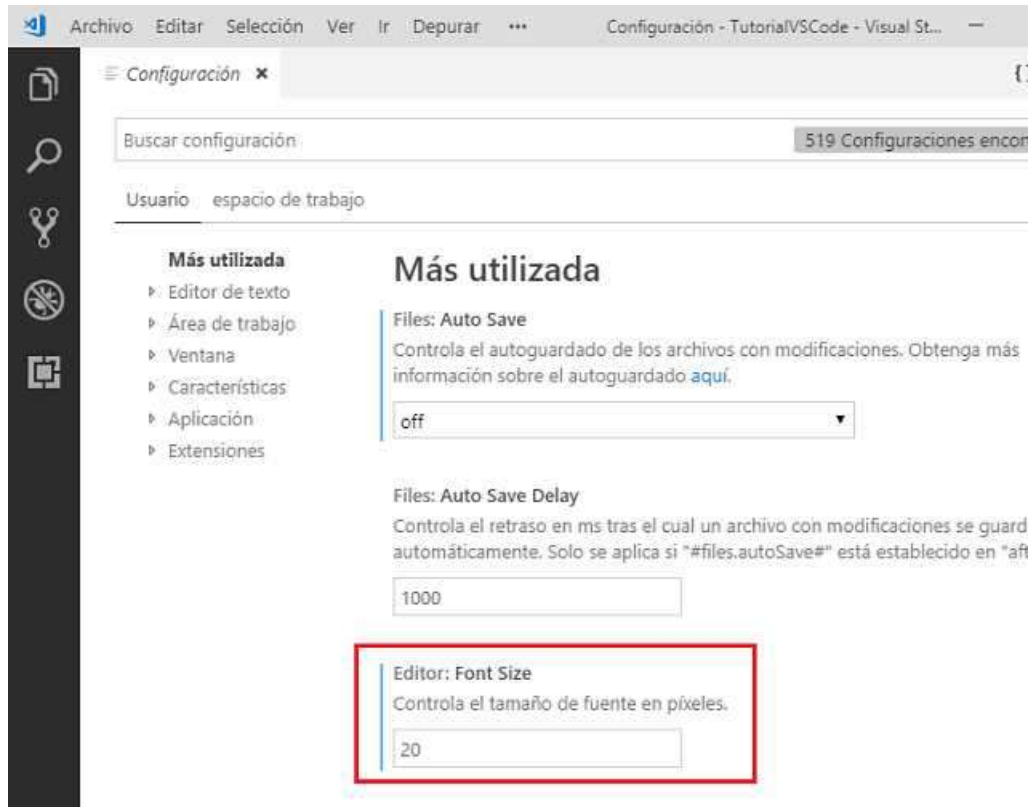 Archivo Editar Selección Ver Ir Depurar ••• Configuración - TutorialVSCode - Visual St...
Configuración
Buscar configuración 519 Configuraciones encon
Usuario espacio de trabajo
Más utilizada
Editor de texto
Área de trabajo
Ventana
Características
Aplicación
Extensiones
Más utilizada
Files: Auto Save
Controla el autoguardado de los archivos con modificaciones. Obtenga más
información sobre el autoguardado aquí.
off
Files: Auto Save Delay
Controla el retraso en ms tras el cual un archivo con modificaciones se guard
automáticamente. Solo se aplica si "#files.autoSave#" está establecido en "aft
1000
Editor: Font Size
Controla el tamaño de fuente en píxeles.
20